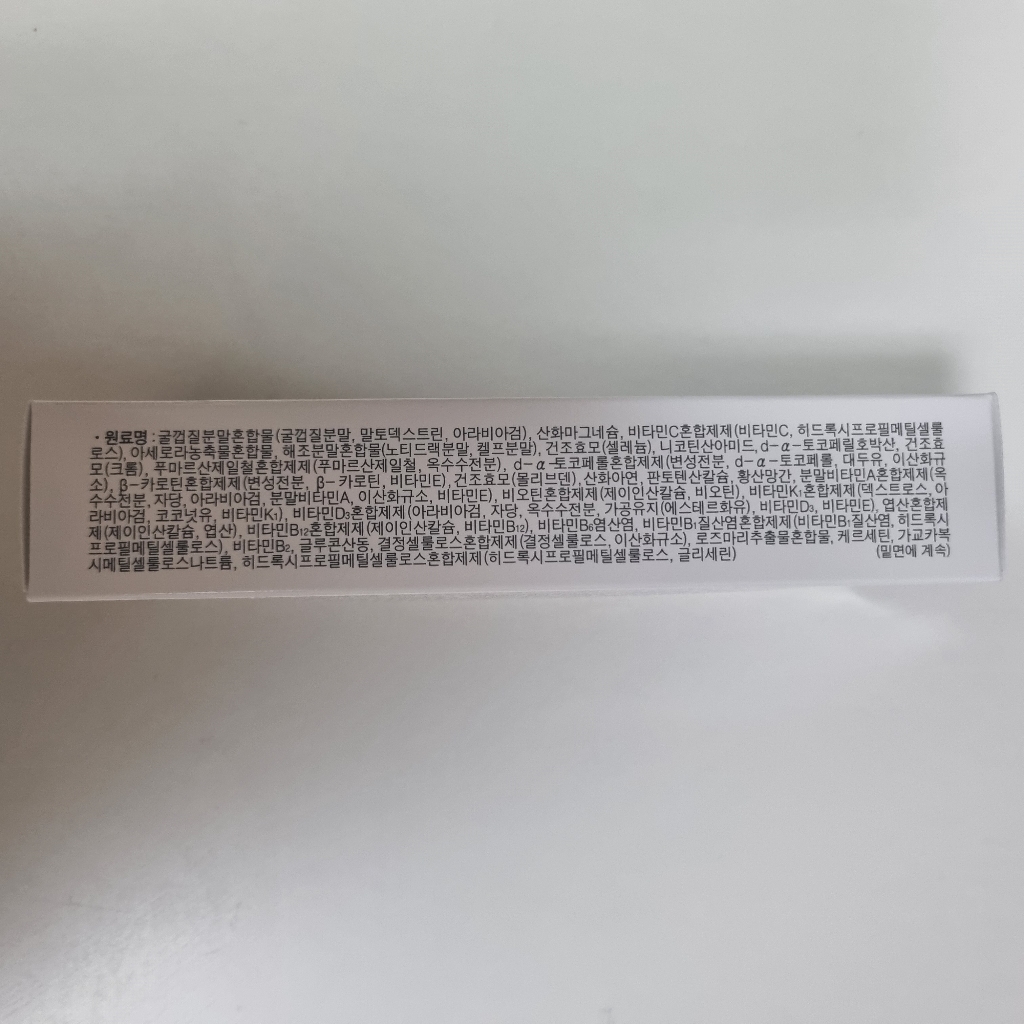 · 원료명 : 굴껍질분말혼합물(굴껍질분말, 말토덱스트린, 아라비아검), 산화마그네슘, 비타민C혼합제제(비타민C, 히드록시프로필메틸셀룰
로스), 아세로라농축물혼합물, 해조분말혼합물(노티드랙분말, 켈프분말), 건조효모(셀레늄), 니코틴산아미드, d-α-토코페릴호박산, 건조효
모(크롬), 푸마르산제일철혼합제제(푸마르산제일철, 옥수수전분), d-α-토코페롤혼합제제(변성전분, d-α-토코페롤, 대두유, 이산화규
소), β-카로틴혼합제제(변성전분, β-카로틴, 비타민E), 건조효모(몰리브덴), 산화아연, 판토텐산칼슘, 황산망간, 분말비타민A혼합제제(옥
수수전분, 자당, 아라비아검, 분말비타민A, 이산화규소, 비타민E), 비오틴혼합제제(제이인산칼슘, 비오틴), 비타민K₁혼합제제(덱스트로스, 아
라비아검, 코코넛유, 비타민K₁), 비타민D₃혼합제제(아라비아검, 자당, 옥수수전분, 가공유지(에스테르화유), 비타민D₃, 비타민E), 엽산혼합제
제(제이인산칼슘, 엽산), 비타민B₁₂혼합제제(제이인산칼슘, 비타민B₁₂), 비타민B₆염산염, 비타민B₁질산염혼합제제(비타민B₁질산염, 히드록시
프로필메틸셀룰로스), 비타민B₂, 글루콘산동, 결정셀룰로스혼합제제(결정셀룰로스, 이산화규소), 로즈마리추출물혼합물, 케르세틴, 가교카복
시메틸셀룰로스나트륨, 히드록시프로필메틸셀룰로스혼합제제(히드록시프로필메틸셀룰로스, 글리세린) (밑면에 계속)